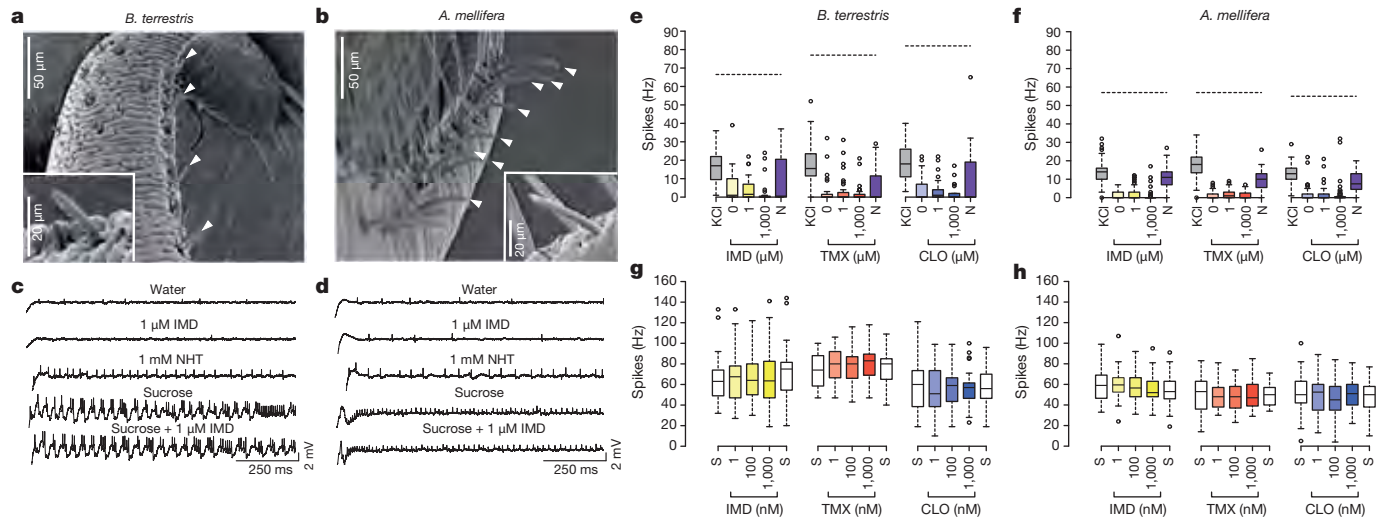 a
B. terrestris
50 μm
20 μm
b
A. mellifera
50 μm
20 μm
c
Water
1 μM IMD
1 mM NHT
Sucrose
Sucrose + 1 μM IMD
250 ms
2 mV
d
Water
1 μM IMD
1 mM NHT
Sucrose
Sucrose + 1 μM IMD
250 ms
2 mV
e
B. terrestris
Spikes (Hz)
90
80
70
60
50
40
30
20
10
0
KCl 0 1 1,000 N KCl 0 1 1,000 N KCl 0 1 1,000 N
IMD (μM) TMX (μM) CLO (μM)
f
A. mellifera
Spikes (Hz)
90
80
70
60
50
40
30
20
10
0
KCl 0 1 1,000 N KCl 0 1 1,000 N KCl 0 1 1,000 N
IMD (μM) TMX (μM) CLO (μM)
g
Spikes (Hz)
160
140
120
100
80
60
40
20
0
S 1 100 1,000 S S 1 100 1,000 S S 1 100 1,000 S
IMD (nM) TMX (nM) CLO (nM)
h
Spikes (Hz)
160
140
120
100
80
60
40
20
0
S 1 100 1,000 S S 1 100 1,000 S S 1 100 1,000 S
IMD (nM) TMX (nM) CLO (nM)